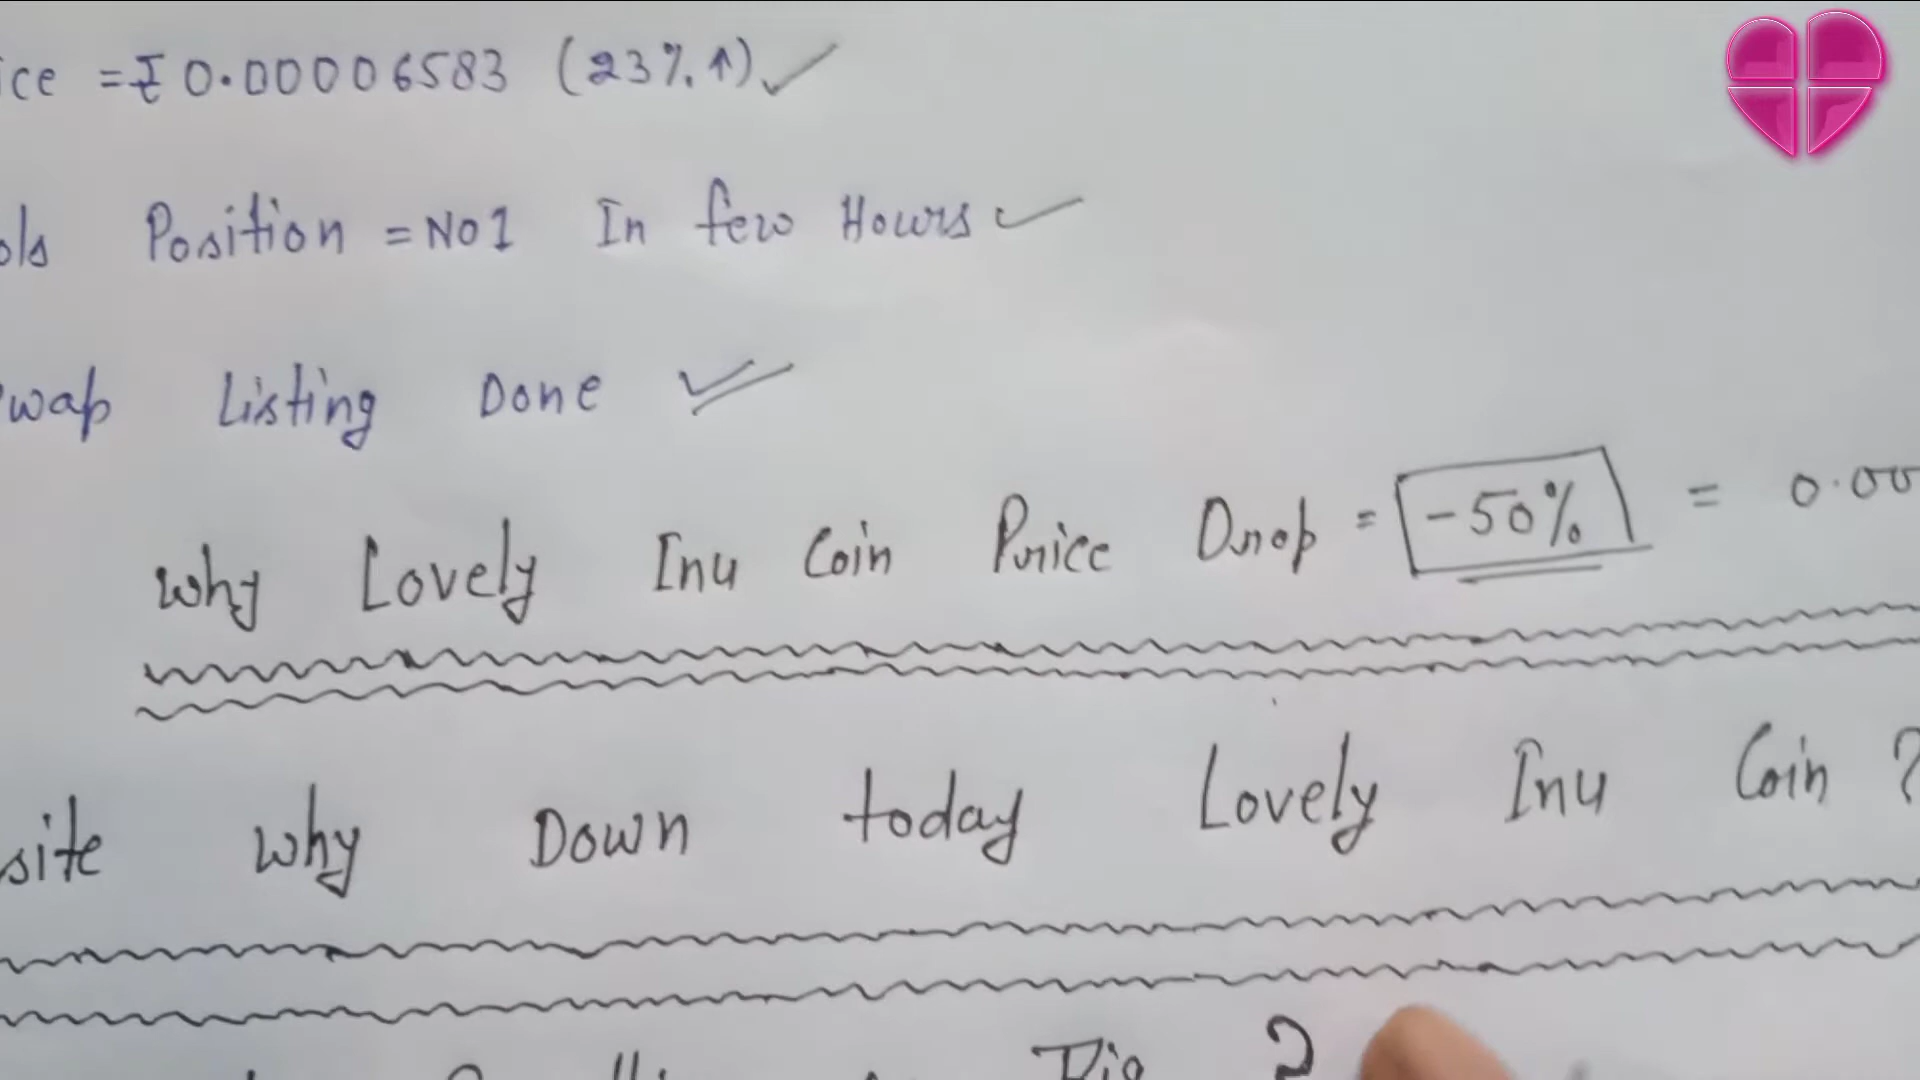 ice = ₹ 0.00006583 (23% ↑) ✓
ols Position = NO1 In few Hours ✓
wap Listing Done ✓
Why Lovely Inu Coin Price Drop = -50% = 0.00
site Why Down today Lovely Inu Coin ?
?